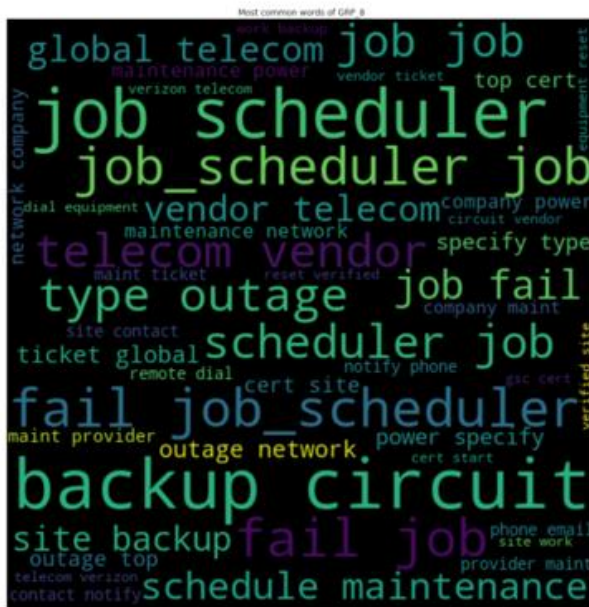 Most common words of GRP_8
work backup
global telecom
job job
maintenance power
vendor ticket
top cert
equipment reset
verizon telecom
job scheduler
network company
job_scheduler job
dial equipment
vendor telecom
company power
circuit vendor
maintenance network
telecom vendor
specify type
maint ticket
reset verified
type outage
job fail
company maint
site contact
scheduler job
verified site
ticket global
notify phone
remote dial
cert site
gsc cert
fail job_scheduler
maint provider
power specify
outage network
cert start
backup circuit
site backup
fail job
phone email
site work
outage top
provider maint
telecom verizon
contact notify
schedule maintenance